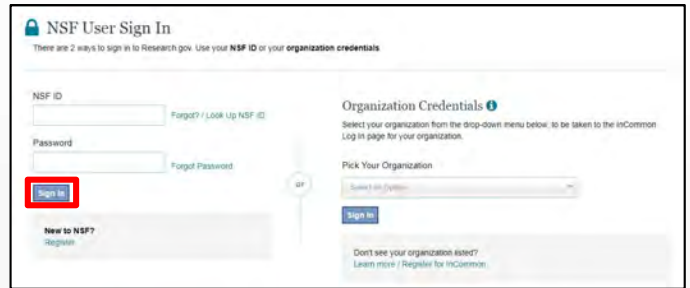 NSF User Sign In
There are 2 ways to sign in to Research.gov. Use your NSF ID or your organization credentials.
NSF ID
Forgot? / Look Up NSF ID
Password
Forgot Password
Sign In
New to NSF?
Register
or
Organization Credentials
Select your organization from the drop-down menu below, to be taken to the InCommon
Log In page for your organization.
Pick Your Organization
Select an Option
Sign In
Don't see your organization listed?
Learn more / Register for InCommon